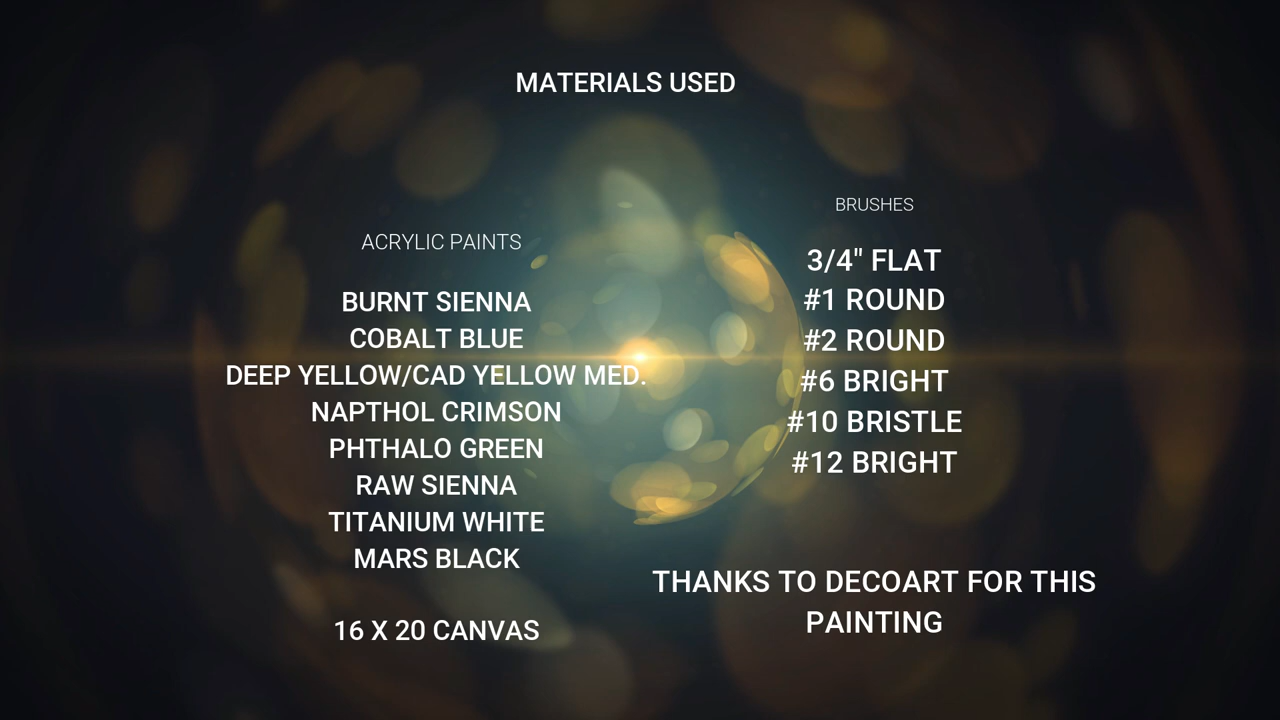 MATERIALS USED
ACRYLIC PAINTS
BURNT SIENNA
COBALT BLUE
DEEP YELLOW/CAD YELLOW MED.
NAPTHOL CRIMSON
PHTHALO GREEN
RAW SIENNA
TITANIUM WHITE
MARS BLACK
16 X 20 CANVAS
BRUSHES
3/4" FLAT
#1 ROUND
#2 ROUND
#6 BRIGHT
#10 BRISTLE
#12 BRIGHT
THANKS TO DECOART FOR THIS
PAINTING